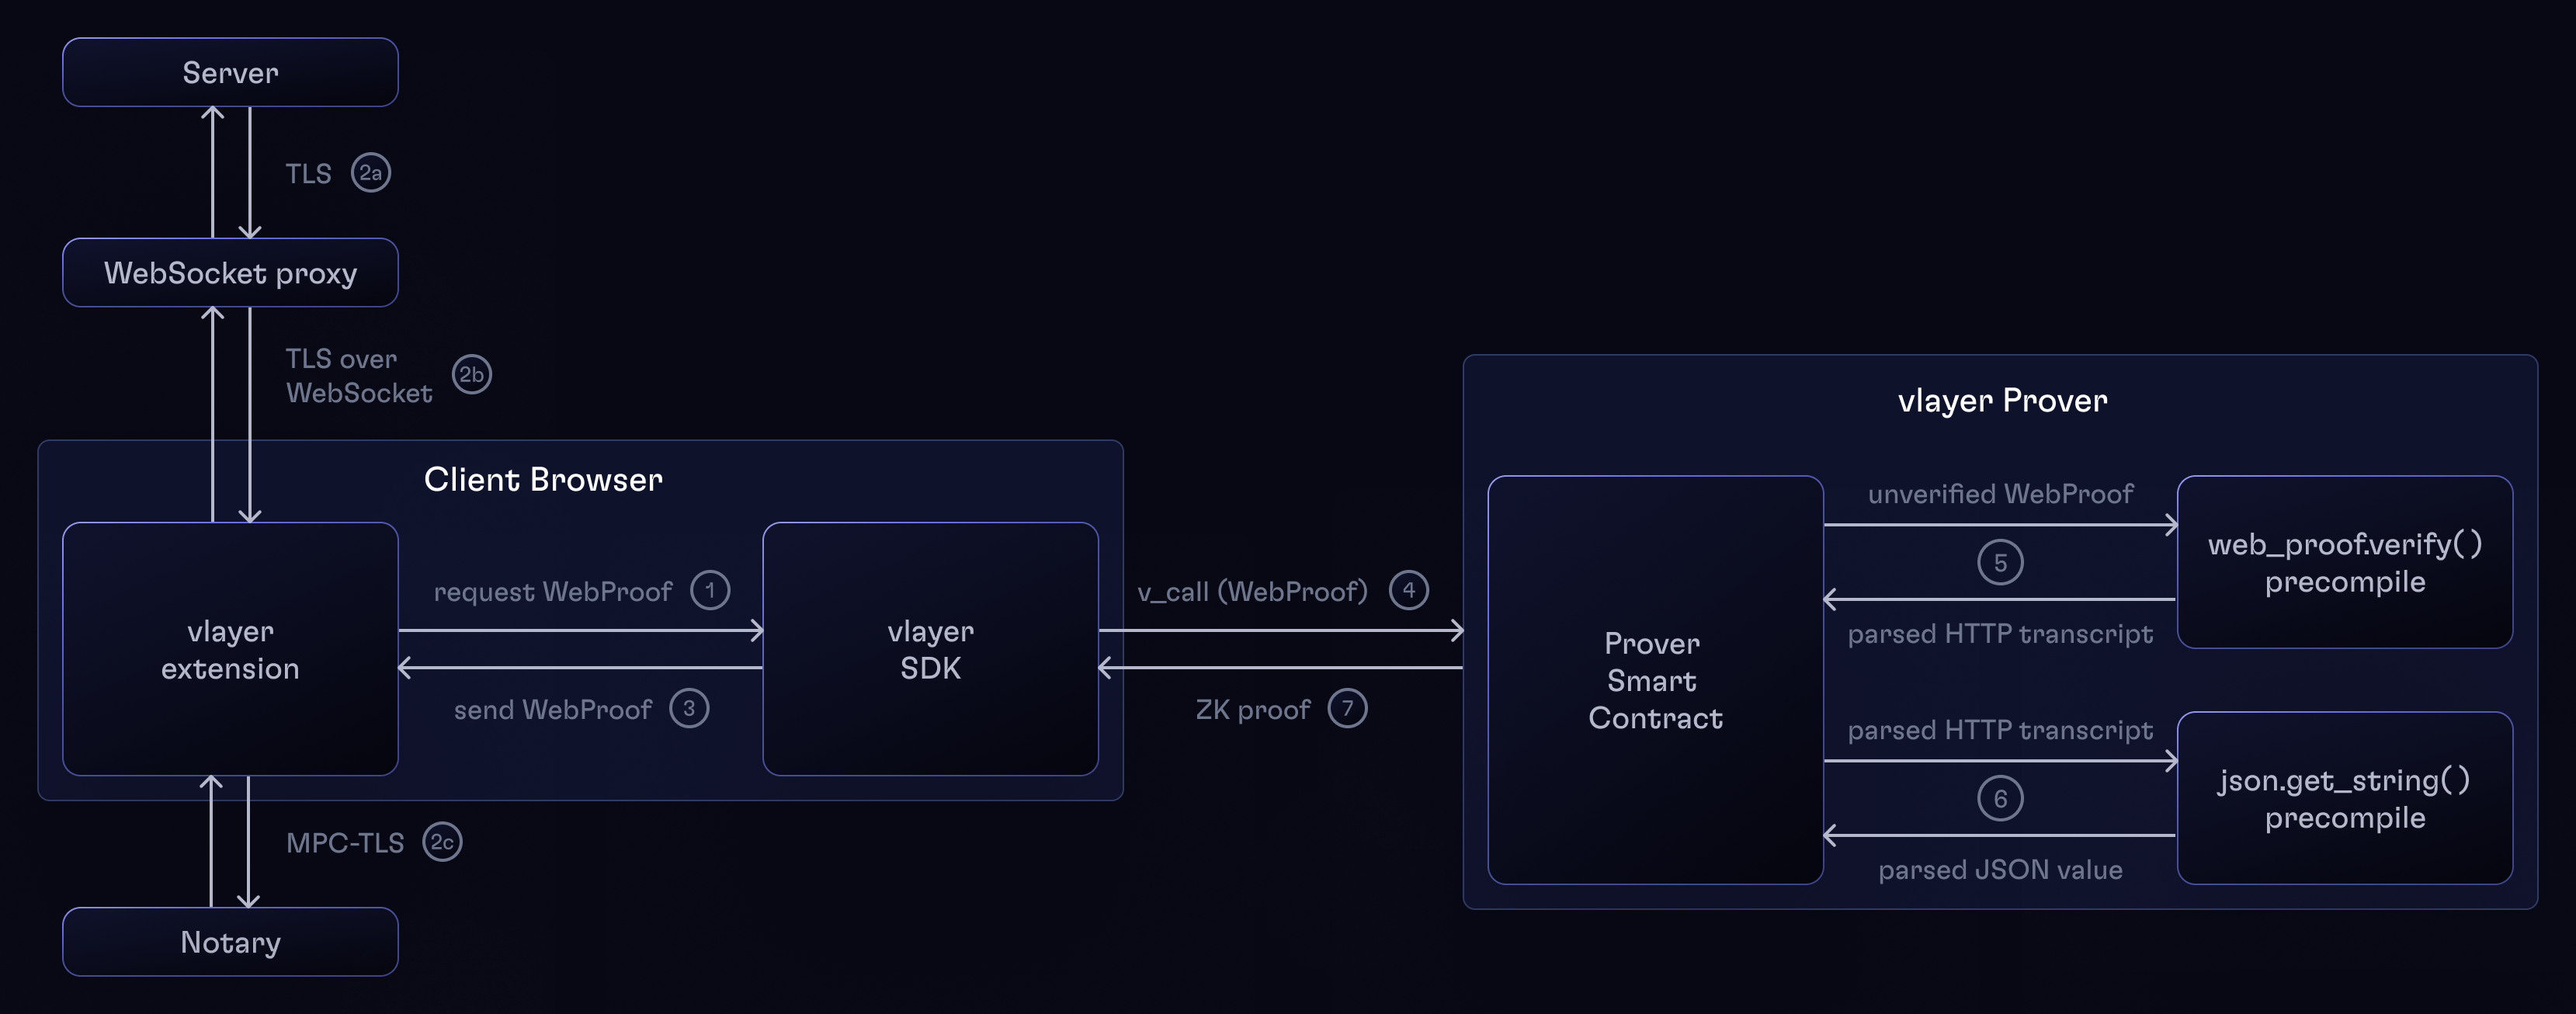 Server
TLS 2a
WebSocket proxy
TLS over
WebSocket 2b
Client Browser
vlayer
extension
request WebProof 1
send WebProof 3
vlayer
SDK
MPC-TLS 2c
Notary
v_call (WebProof) 4
ZK proof 7
vlayer Prover
Prover
Smart
Contract
unverified WebProof
5
parsed HTTP transcript
web_proof.verify()
precompile
parsed HTTP transcript
6
parsed JSON value
json.get_string()
precompile